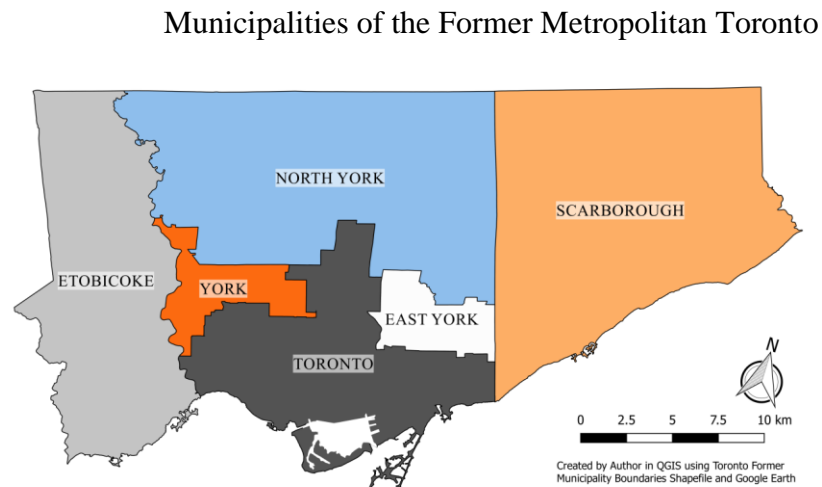 Municipalities of the Former Metropolitan Toronto
NORTH YORK
SCARBOROUGH
ETOBICOKE
YORK
EAST YORK
TORONTO
N
0 2.5 5 7.5 10 km
Created by Author in QGIS using Toronto Former
Municipality Boundaries Shapefile and Google Earth